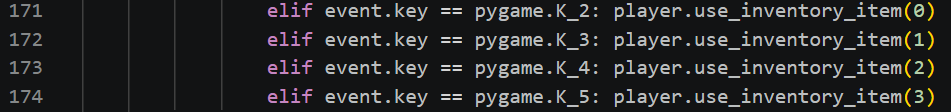 171 elif event.key == pygame.K_2: player.use_inventory_item(0)
172 elif event.key == pygame.K_3: player.use_inventory_item(1)
173 elif event.key == pygame.K_4: player.use_inventory_item(2)
174 elif event.key == pygame.K_5: player.use_inventory_item(3)